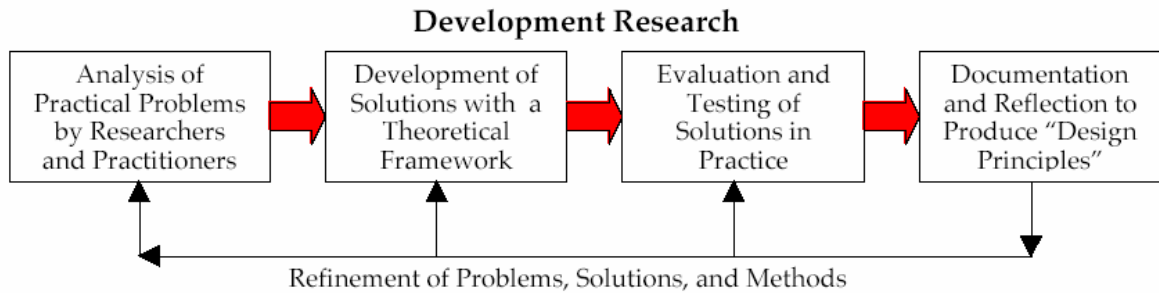 Development Research
Analysis of
Practical Problems
by Researchers
and Practitioners
Development of
Solutions with a
Theoretical
Framework
Evaluation and
Testing of
Solutions in
Practice
Documentation
and Reflection to
Produce “Design
Principles”
Refinement of Problems, Solutions, and Methods